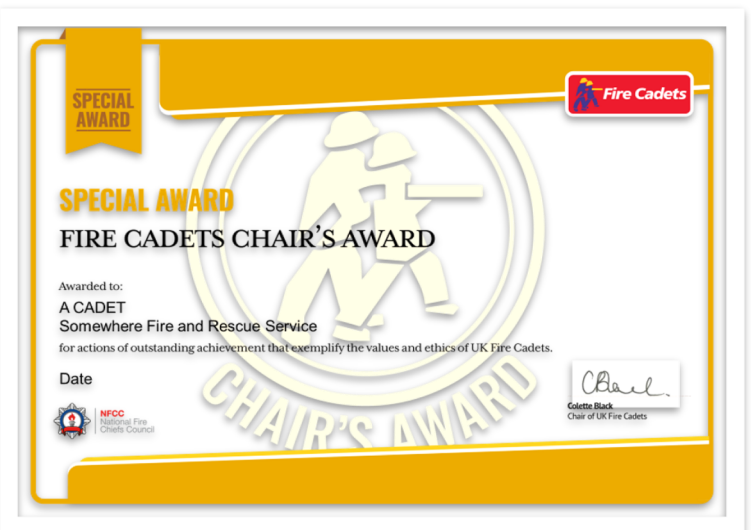 SPECIAL
AWARD
Fire Cadets
SPECIAL AWARD
FIRE CADETS CHAIR'S AWARD
Awarded to:
A CADET
Somewhere Fire and Rescue Service
for actions of outstanding achievement that exemplify the values and ethics of UK Fire Cadets.
Date
CBlack.
Colette Black
Chair of UK Fire Cadets
NFCC
National Fire
Chiefs Council
CHAIR'S AWARD